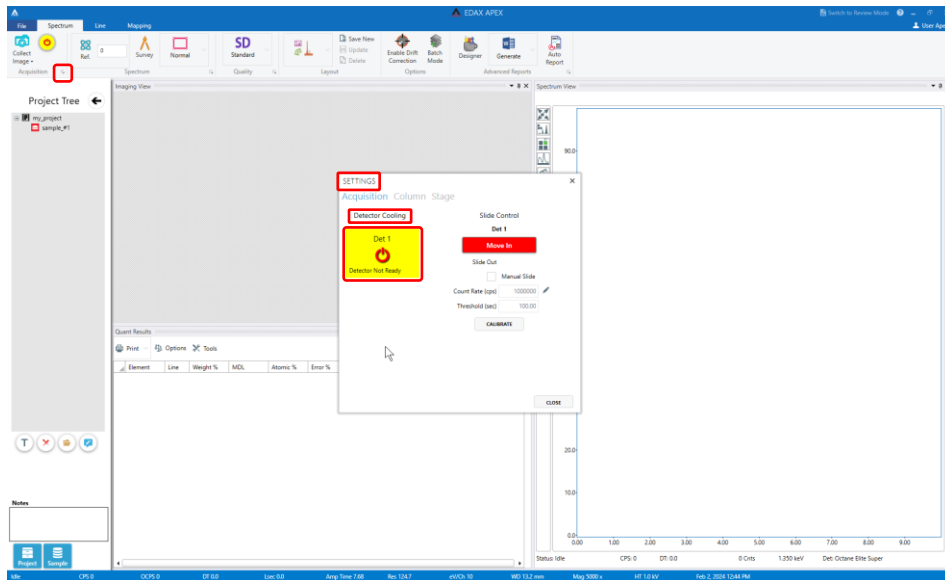 EDAX APEX
Switch to Review Mode
File Spectrum Line Mapping
User Ape
Collect Image
Ref.
0
Survey
Normal
SD
Standard
Save New
Update
Delete
Enable Drift Correction
Batch Mode
Designer
Generate
Auto Report
Acquisition Spectrum Quality Layout Options Advanced Reports
Project Tree
my_project
sample_#1
Imaging View
Spectrum View
90.0
SETTINGS
Acquisition Column Stage
Detector Cooling
Slide Control
Det 1
Detector Not Ready
Det 1
Move In
Slide Out
Manual Slide
Count Rate (cps) 1000000
Threshold (sec) 100.00
CALIBRATE
CLOSE
Quant Results
Print Options Tools
Element Line Weight % MDL Atomic % Error %
T
20.0
10.0
0.0
0.00 1.00 2.00 3.00 4.00 5.00 6.00 7.00 8.00 9.00
Notes
Project Sample
Status: Idle CPS: 0 DT: 0.0 0 Cnts 1.350 keV Det: Octane Elite Super
Idle CPS 0 OCPS 0 DT 0.0 Lsec 0.0 Amp Time 7.68 Res 124.7 eV/Ch 10 WD 13.2 mm Mag 5000 x HT 1.0 kV Feb 2, 2024 12:44 PM